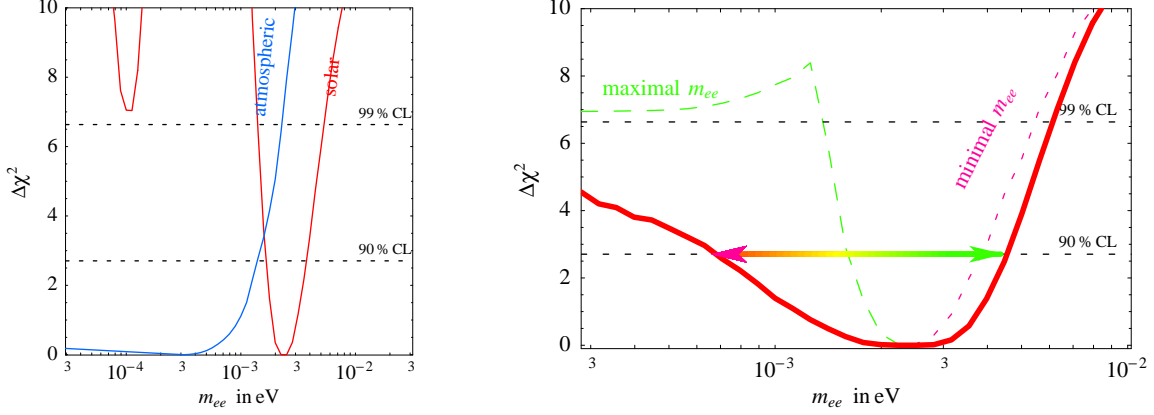 10
8
6
4
2
0
Δχ²
atmospheric
solar
99 % CL
90 % CL
3 10⁻⁴ 3 10⁻³ 3 10⁻² 3
m_ee in eV
10
8
6
4
2
0
Δχ²
maximal m_ee
minimal m_ee
99 % CL
90 % CL
3 10⁻³ 3 10⁻²
m_ee in eV